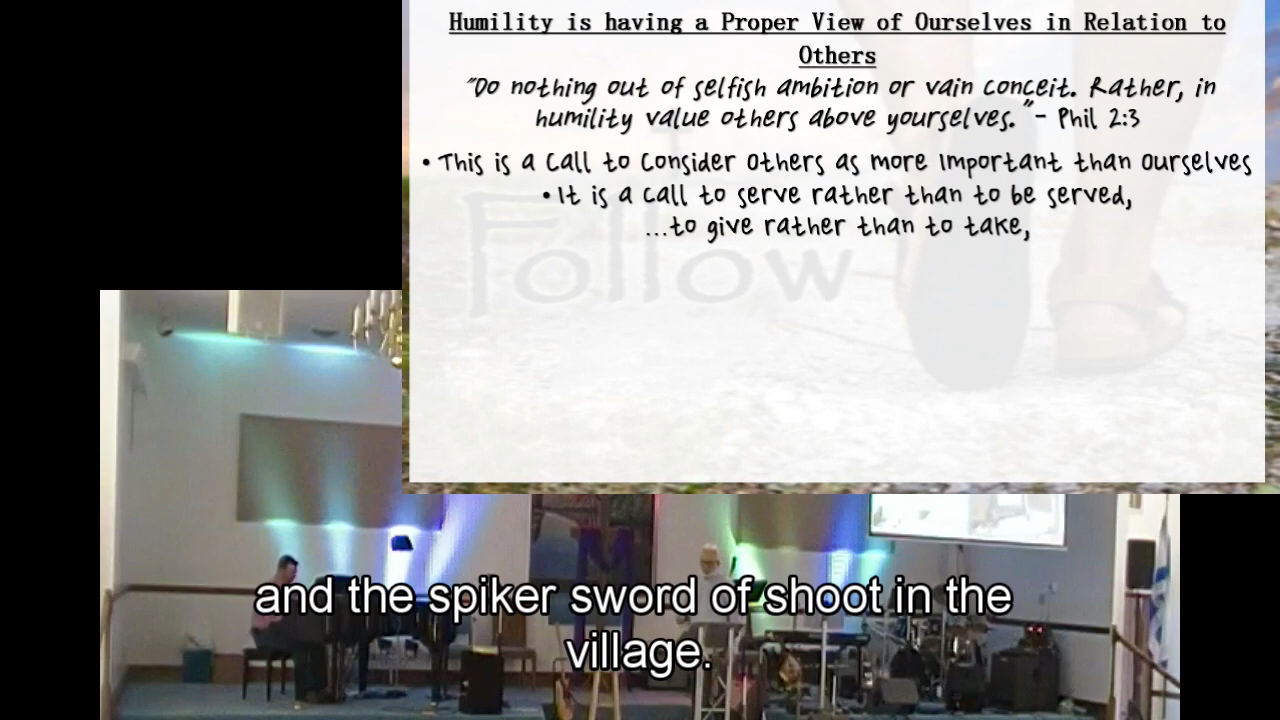 Humility is having a Proper View of Ourselves in Relation to
Others
"Do nothing out of selfish ambition or vain conceit. Rather, in
humility value others above yourselves."- Phil 2:3
• This is a Call to Consider Others as more Important than Ourselves
• It is a call to serve rather than to be served,
...to give rather than to take,
Follow
and the spiker sword of shoot in the
village.